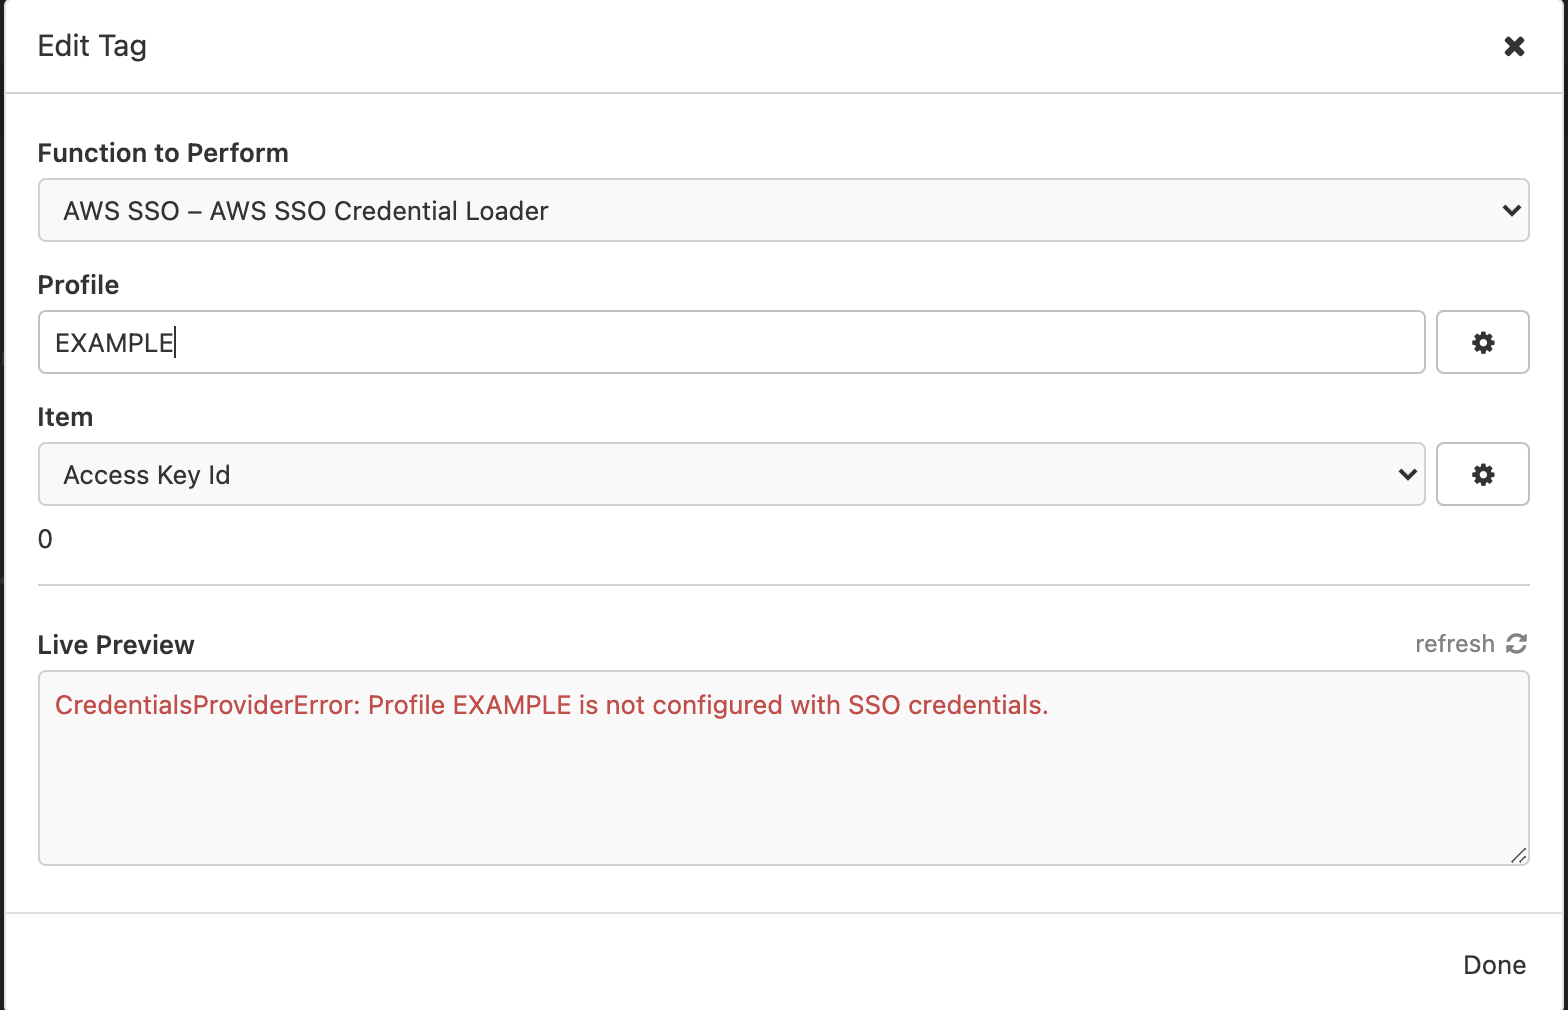 Edit Tag
Function to Perform
AWS SSO – AWS SSO Credential Loader
Profile
EXAMPLE
Item
Access Key Id
0
Live Preview
refresh
CredentialsProviderError: Profile EXAMPLE is not configured with SSO credentials.
Done